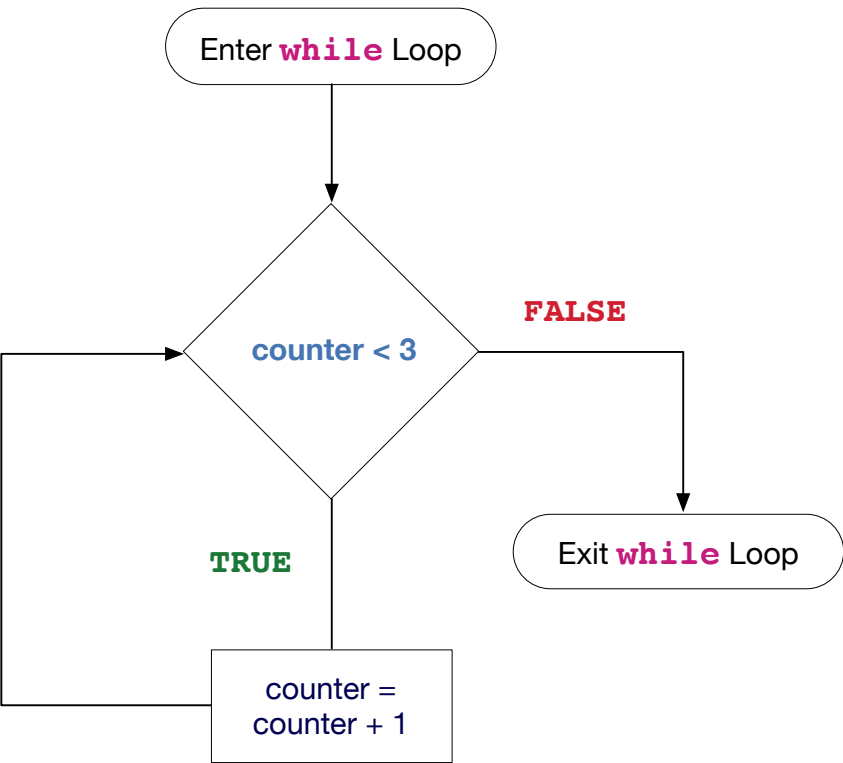 Enter while Loop
counter < 3
FALSE
TRUE
Exit while Loop
counter =
counter + 1